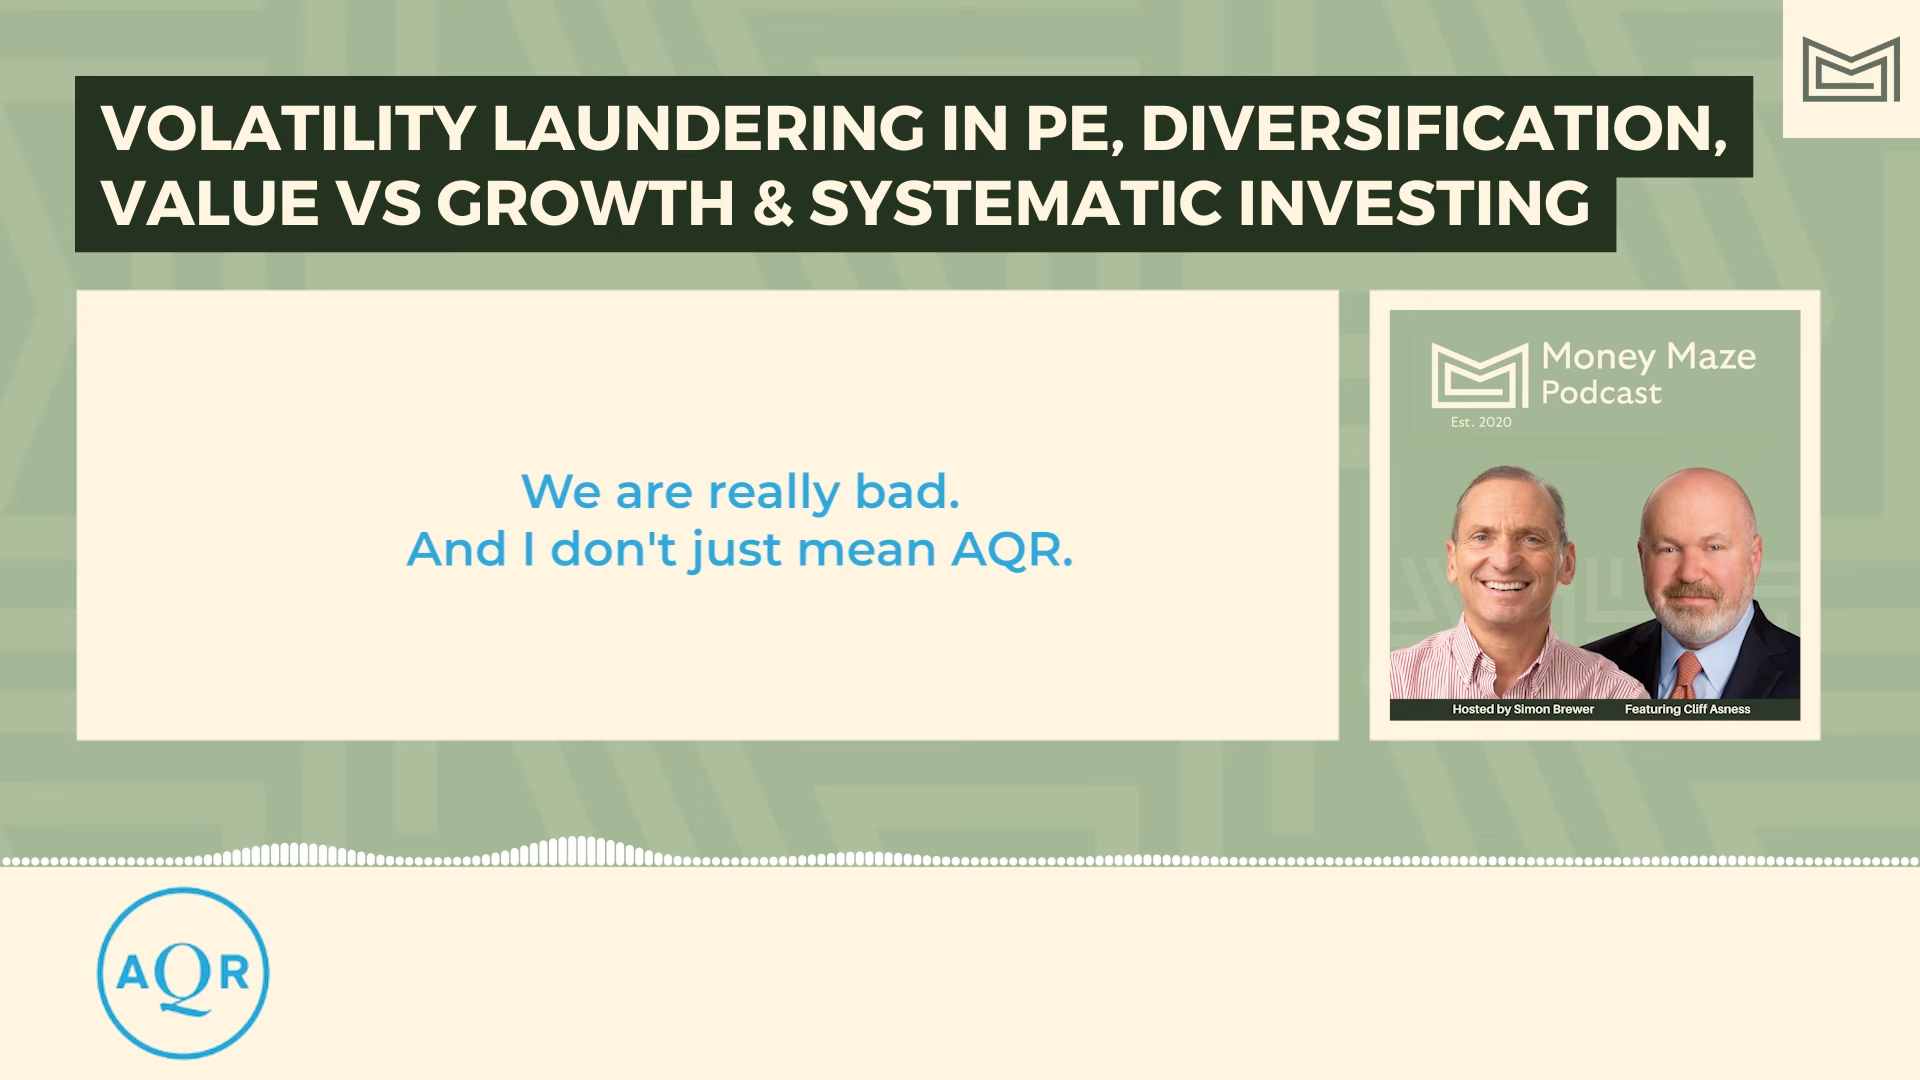 VOLATILITY LAUNDERING IN PE, DIVERSIFICATION,
VALUE VS GROWTH & SYSTEMATIC INVESTING
We are really bad.
And I don't just mean AQR.
Money Maze
Podcast
Est. 2020
Hosted by Simon Brewer
Featuring Cliff Asness
AQR